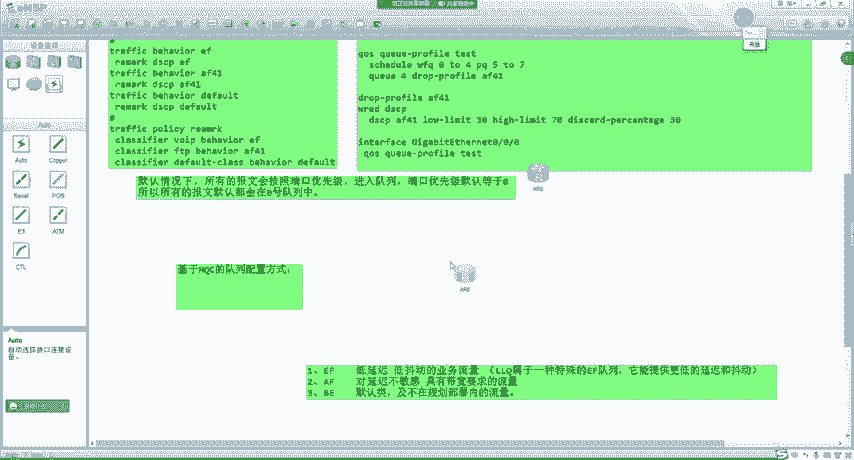 eNSP
设备选择
Auto
Auto
Copper
Serial
POS
E1
ATM
CTL
Auto
自动选择接口连接设备。
#
traffic behavior ef
remark dscp ef
traffic behavior af41
remark dscp af41
traffic behavior default
remark dscp default
#
traffic policy remark
classifier voip behavior ef
classifier ftp behavior af41
classifier default-class behavior default
qos queue-profile test
schedule wfq 0 to 4 pq 5 to 7
queue 4 drop-profile af41
drop-profile af41
wred dscp
dscp af41 low-limit 30 high-limit 70 discard-percentage 30
interface GigabitEthernet0/0/0
qos queue-profile test
默认情况下，所有的报文会按照端口优先级，进入队列，端口优先级默认等于0
所以所有的报文默认都会在0号队列中。
基于MQC的队列配置方式：
1、EF 低延迟 低抖动的业务流量 （LLQ属于一种特殊的EF队列，它能提供更低的延迟和抖动）
2、AF 对延迟不敏感 具有带宽要求的流量
3、BE 默认类，及不在规划部署内的流量。